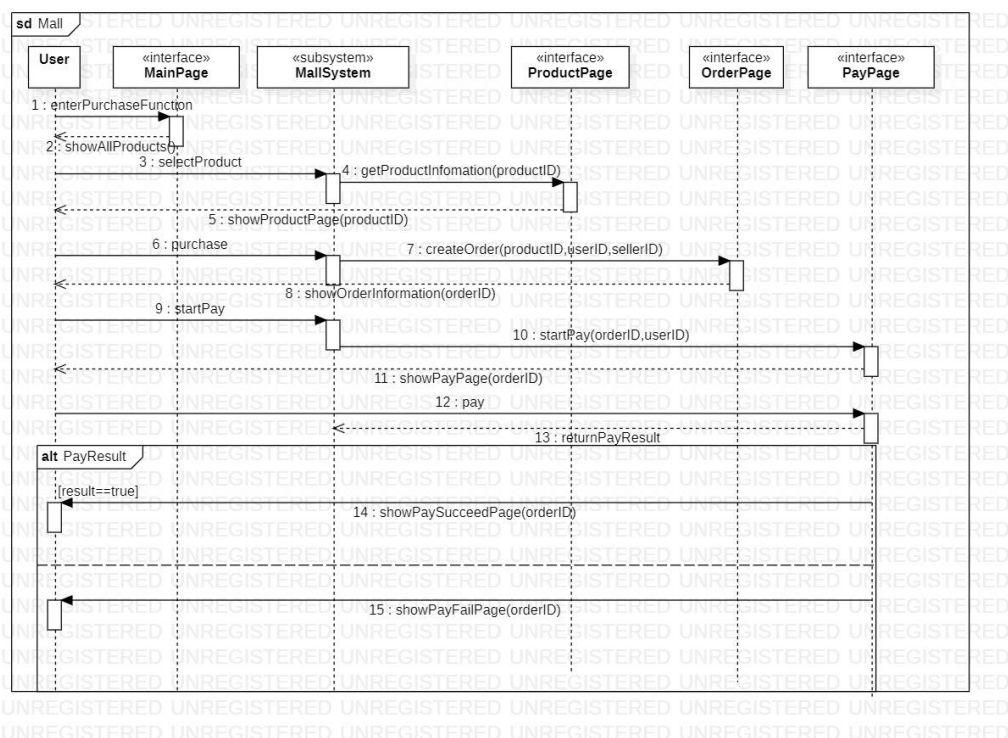 sd Mall
User
«interface»
MainPage
«subsystem»
MallSystem
«interface»
ProductPage
«interface»
OrderPage
«interface»
PayPage
1 : enterPurchaseFunction
2 : showAllProducts()
3 : selectProduct
4 : getProductInfomation(productID)
5 : showProductPage(productID)
6 : purchase
7 : createOrder(productID,userID,sellerID)
8 : showOrderInformation(orderID)
9 : startPay
10 : startPay(orderID,userID)
11 : showPayPage(orderID)
12 : pay
13 : returnPayResult
alt PayResult
[result==true]
14 : showPaySucceedPage(orderID)
15 : showPayFailPage(orderID)
UNREGISTERED